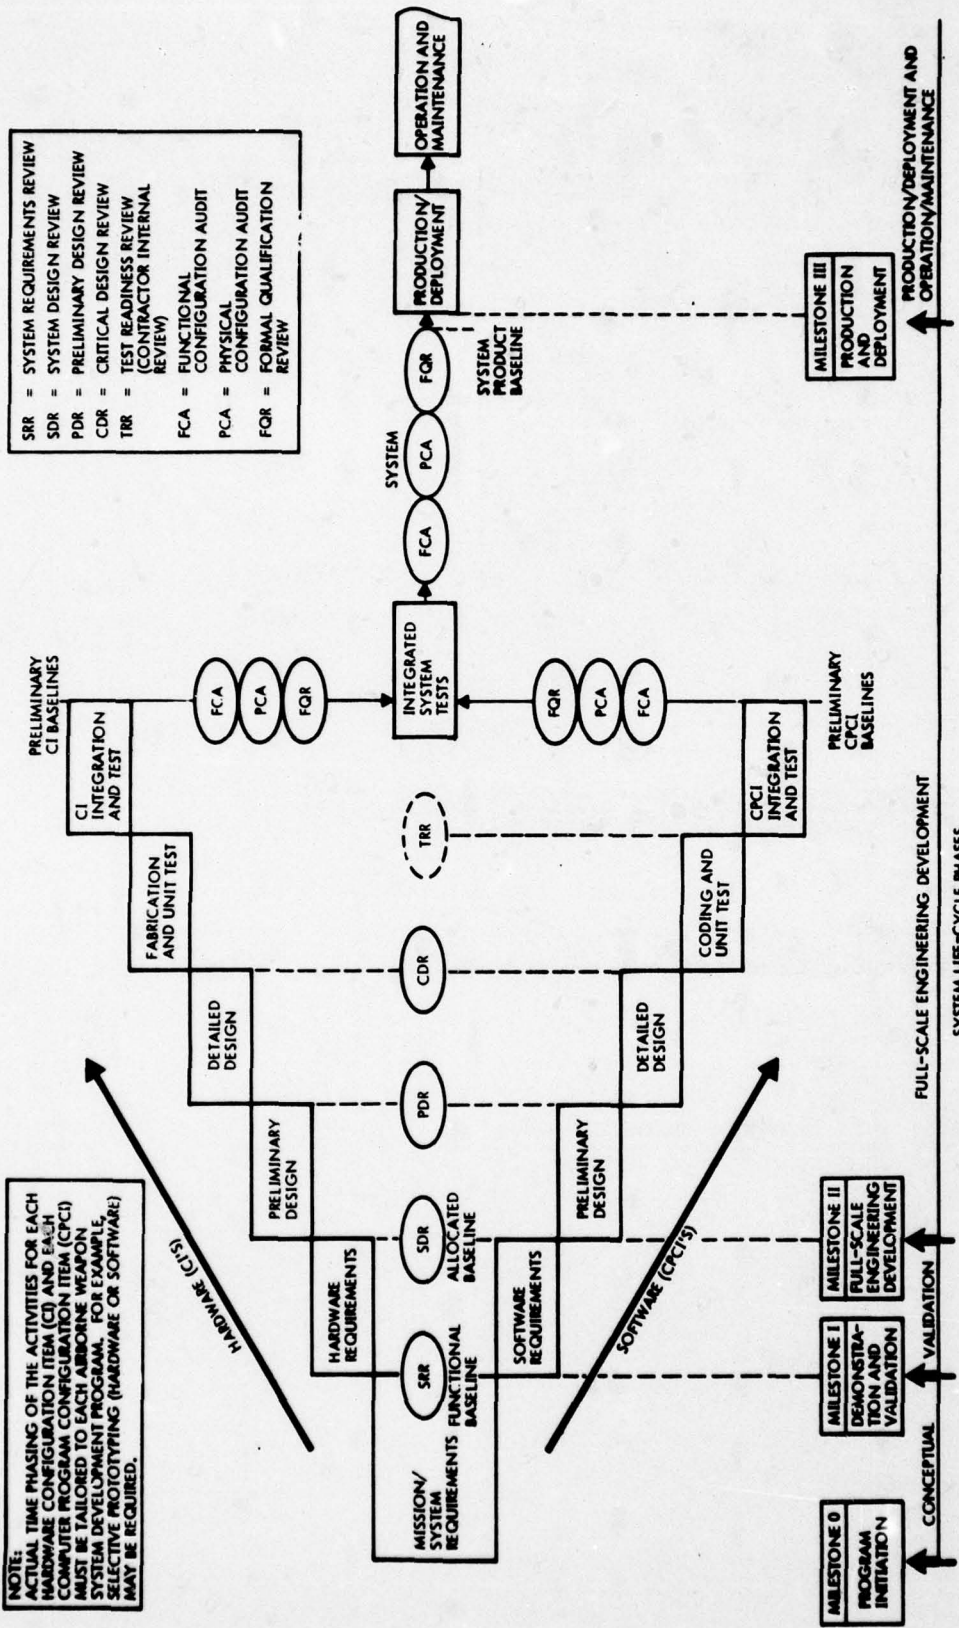 NOTE:
ACTUAL TIME PHASING OF THE ACTIVITIES FOR EACH
HARDWARE CONFIGURATION ITEM (CI) AND EACH
COMPUTER PROGRAM CONFIGURATION ITEM (CPCI)
MUST BE TAILORED TO EACH AIRBORNE WEAPON
SYSTEM DEVELOPMENT PROGRAM. FOR EXAMPLE,
SELECTIVE PROTOTYPING (HARDWARE OR SOFTWARE)
MAY BE REQUIRED.
SRR = SYSTEM REQUIREMENTS REVIEW
SDR = SYSTEM DESIGN REVIEW
PDR = PRELIMINARY DESIGN REVIEW
CDR = CRITICAL DESIGN REVIEW
TRR = TEST READINESS REVIEW
(CONTRACTOR INTERNAL
REVIEW)
FCA = FUNCTIONAL
CONFIGURATION AUDIT
PCA = PHYSICAL
CONFIGURATION AUDIT
FQR = FORMAL QUALIFICATION
REVIEW
HARDWARE (CI'S)
PRELIMINARY
CI BASELINES
CI
INTEGRATION
AND TEST
FABRICATION
AND UNIT TEST
DETAILED
DESIGN
PRELIMINARY
DESIGN
HARDWARE
REQUIREMENTS
FCA
PCA
FQR
MISSION/
SYSTEM
REQUIREMENTS
SRR
FUNCTIONAL
BASELINE
SDR
ALLOCATED
BASELINE
PDR
CDR
TRR
INTEGRATED
SYSTEM
TESTS
SYSTEM
FCA
PCA
FQR
SYSTEM
PRODUCT
BASELINE
PRODUCTION/
DEPLOYMENT
OPERATION AND
MAINTENANCE
SOFTWARE
REQUIREMENTS
PRELIMINARY
DESIGN
DETAILED
DESIGN
CODING AND
UNIT TEST
CPCI
INTEGRATION
AND TEST
FQR
PCA
FCA
PRELIMINARY
CPCI
BASELINES
SOFTWARE (CPCI'S)
MILESTONE 0
PROGRAM
INITIATION
MILESTONE I
DEMONSTRA-
TION AND
VALIDATION
MILESTONE II
FULL-SCALE
ENGINEERING
DEVELOPMENT
MILESTONE III
PRODUCTION
AND
DEPLOYMENT
CONCEPTUAL
VALIDATION
FULL-SCALE ENGINEERING DEVELOPMENT
PRODUCTION/DEPLOYMENT AND
OPERATION/MAINTENANCE
SYSTEM LIFE-CYCLE PHASES